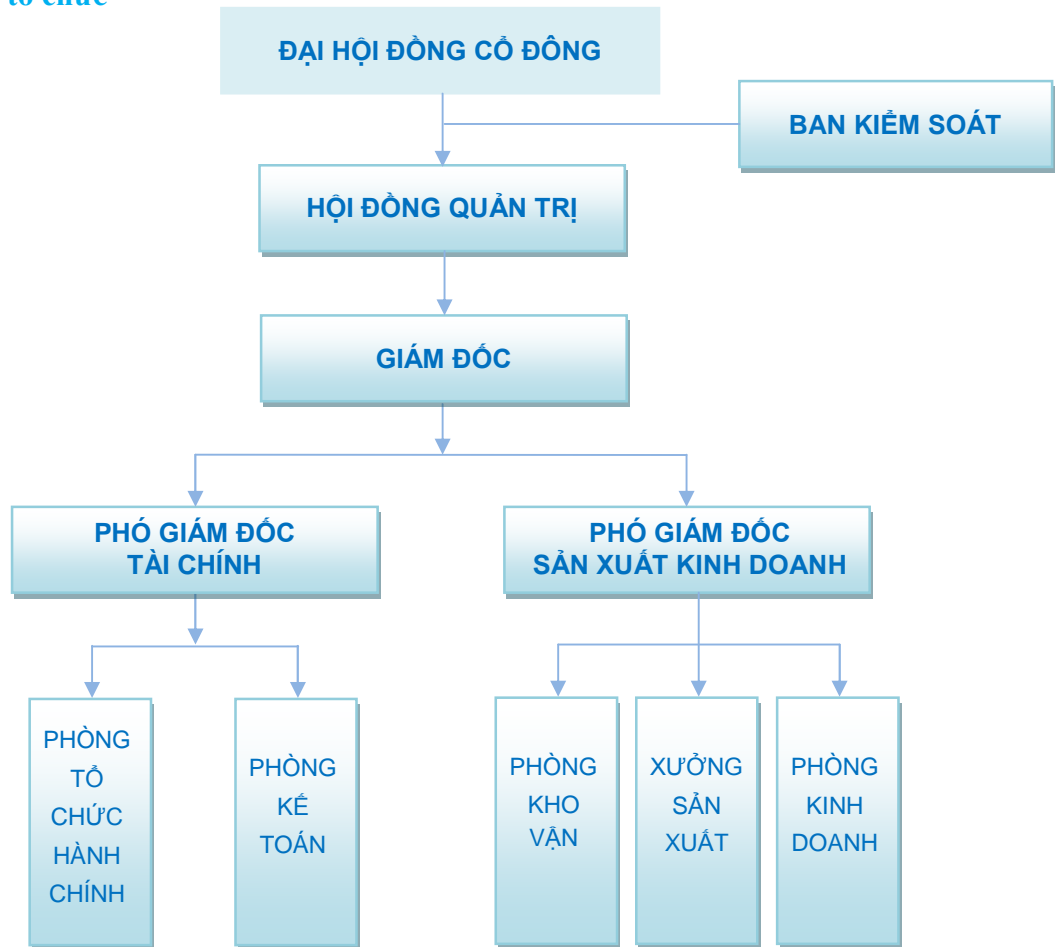 tổ chức
ĐẠI HỘI ĐỒNG CỔ ĐÔNG
BAN KIỂM SOÁT
HỘI ĐỒNG QUẢN TRỊ
GIÁM ĐỐC
PHÓ GIÁM ĐỐC
TÀI CHÍNH
PHÓ GIÁM ĐỐC
SẢN XUẤT KINH DOANH
PHÒNG
TỔ
CHỨC
HÀNH
CHÍNH
PHÒNG
KẾ
TOÁN
PHÒNG
KHO
VẬN
XƯỞNG
SẢN
XUẤT
PHÒNG
KINH
DOANH